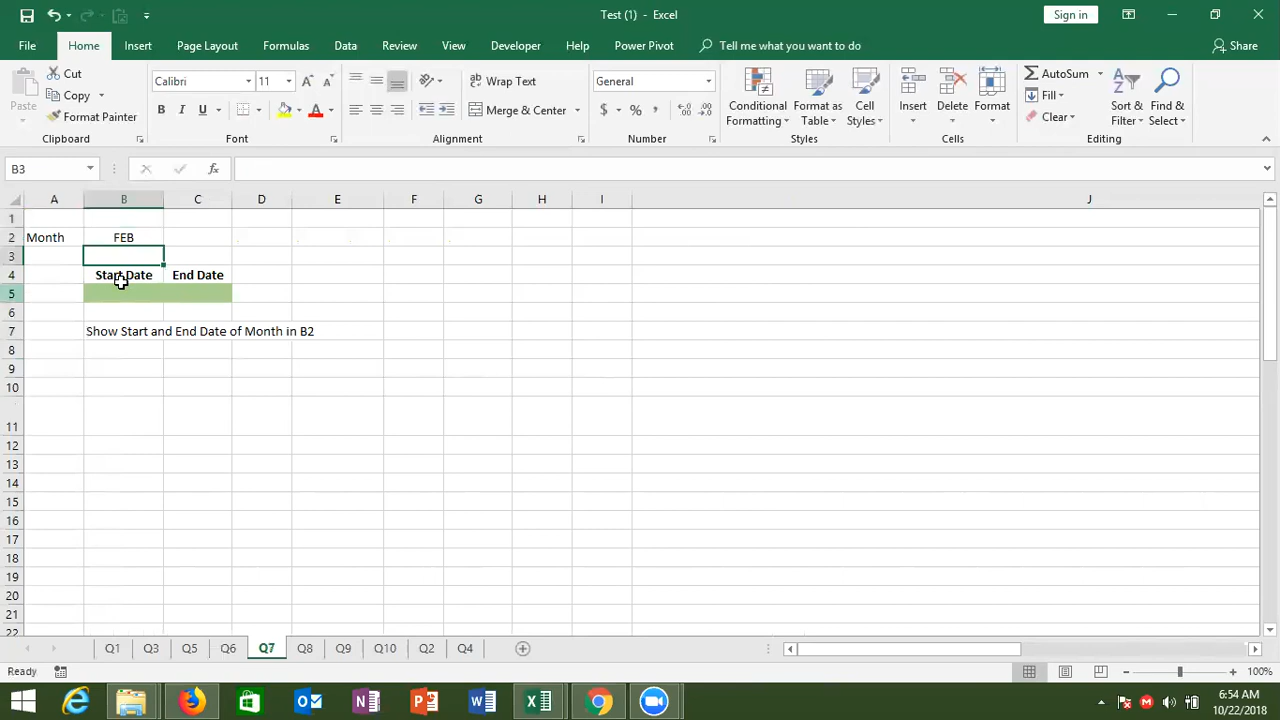 Test (1) - Excel
Sign in
File Home Insert Page Layout Formulas Data Review View Developer Help Power Pivot Tell me what you want to do Share
Paste
Cut
Copy
Format Painter
Clipboard
Calibri 11
B I U
Font
Wrap Text
Merge & Center
Alignment
General
$ % ,
Number
Conditional Formatting
Format as Table
Cell Styles
Styles
Insert
Delete
Format
Cells
AutoSum
Fill
Clear
Sort & Filter
Find & Select
Editing
B3
fx
A B C D E F G H I J
1
2 Month FEB
3
4 Start Date End Date
5
6
7 Show Start and End Date of Month in B2
8
9
10
11
12
13
14
15
16
17
18
19
20
21
22
Q1 Q3 Q5 Q6 Q7 Q8 Q9 Q10 Q2 Q4
Ready
100%
6:54 AM
10/22/2018